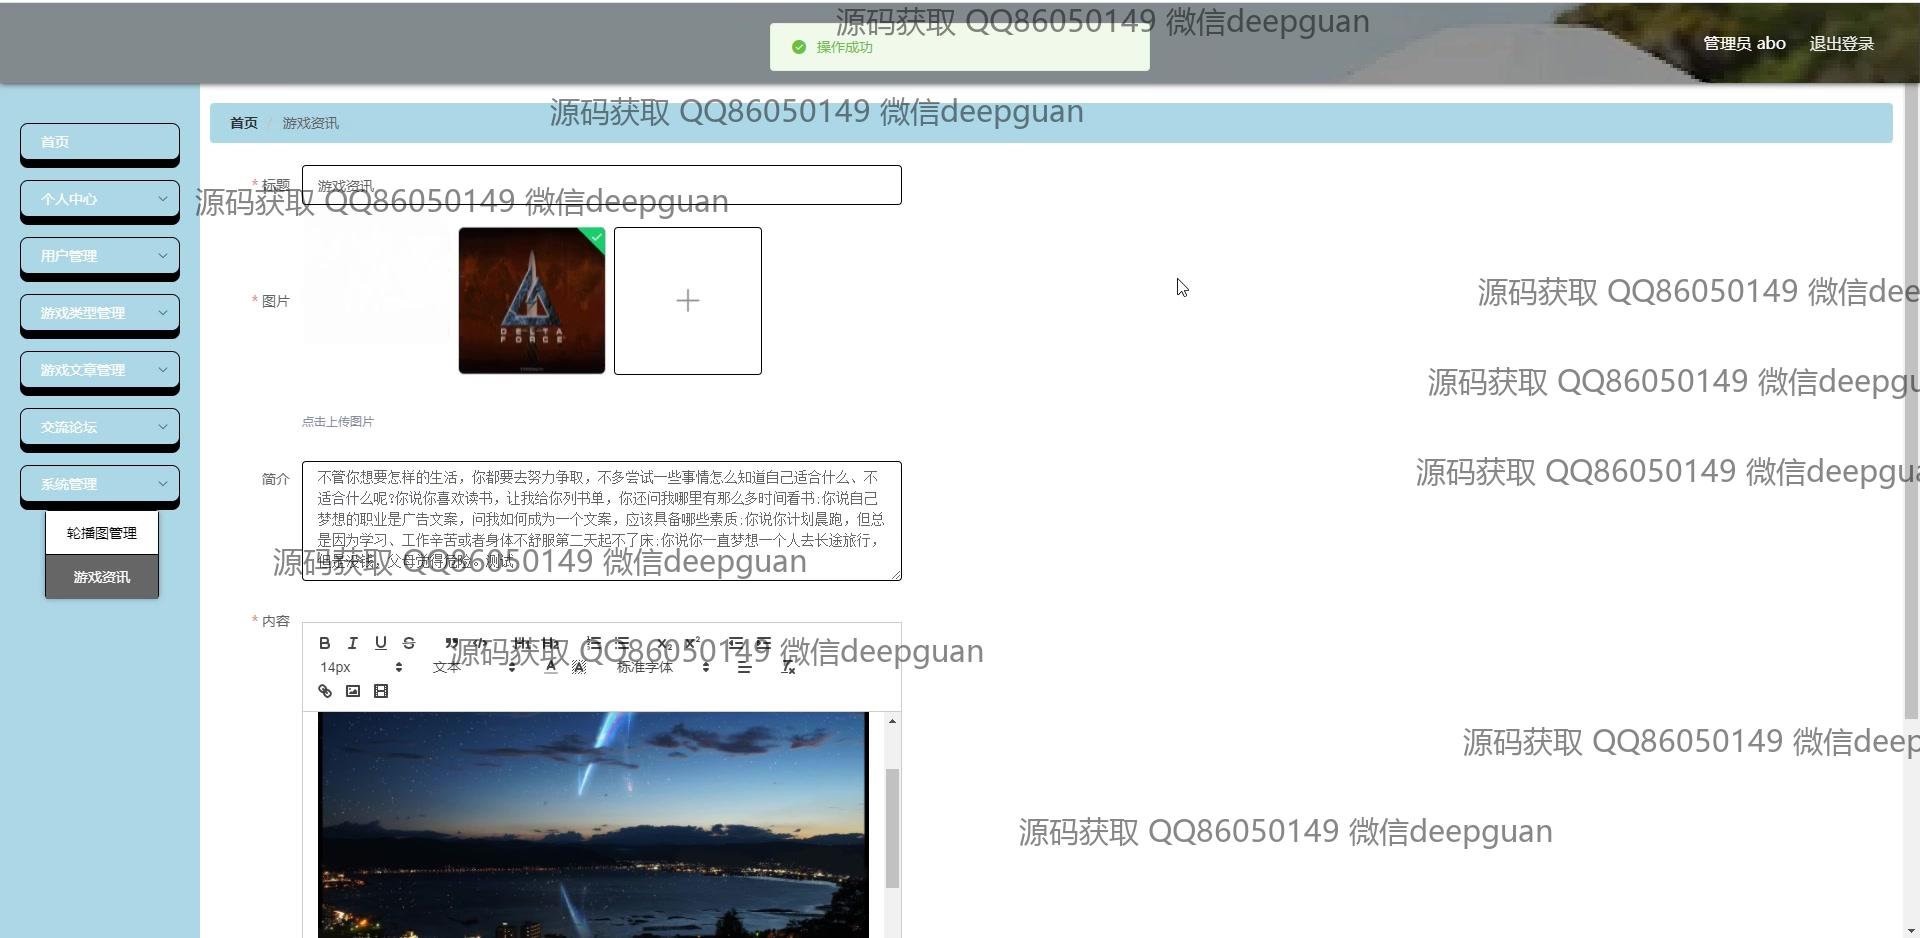 源码获取 QQ86050149 微信deepguan
操作成功
管理员 abo
退出登录
源码获取 QQ86050149 微信deepguan
首页 / 游戏资讯
首页
个人中心
用户管理
游戏类型管理
游戏文章管理
交流论坛
系统管理
轮播图管理
游戏资讯
* 标题
游戏资讯
源码获取 QQ86050149 微信deepguan
* 图片
DELTA
FORCE
点击上传图片
源码获取 QQ86050149 微信dee
源码获取 QQ86050149 微信deepgu
源码获取 QQ86050149 微信deepgua
简介
不管你想要怎样的生活，你都要去努力争取，不多尝试一些事情怎么知道自己适合什么、不
适合什么呢?你说你喜欢读书，让我给你列书单，你还问我哪里有那么多时间看书;你说自己
梦想的职业是广告文案，问我如何成为一个文案，应该具备哪些素质;你说你计划晨跑，但总
是因为学习、工作辛苦或者身体不舒服第二天起不了床;你说你一直梦想一个人去长途旅行，
但是没钱，父母觉得危险。测试
源码获取 QQ86050149 微信deepguan
* 内容
B I U S H1 H2 X2 X2
源码获取 QQ86050149 微信deepguan
14px 文本 A A 标准字体 Tx
源码获取 QQ86050149 微信deep
源码获取 QQ86050149 微信deepguan